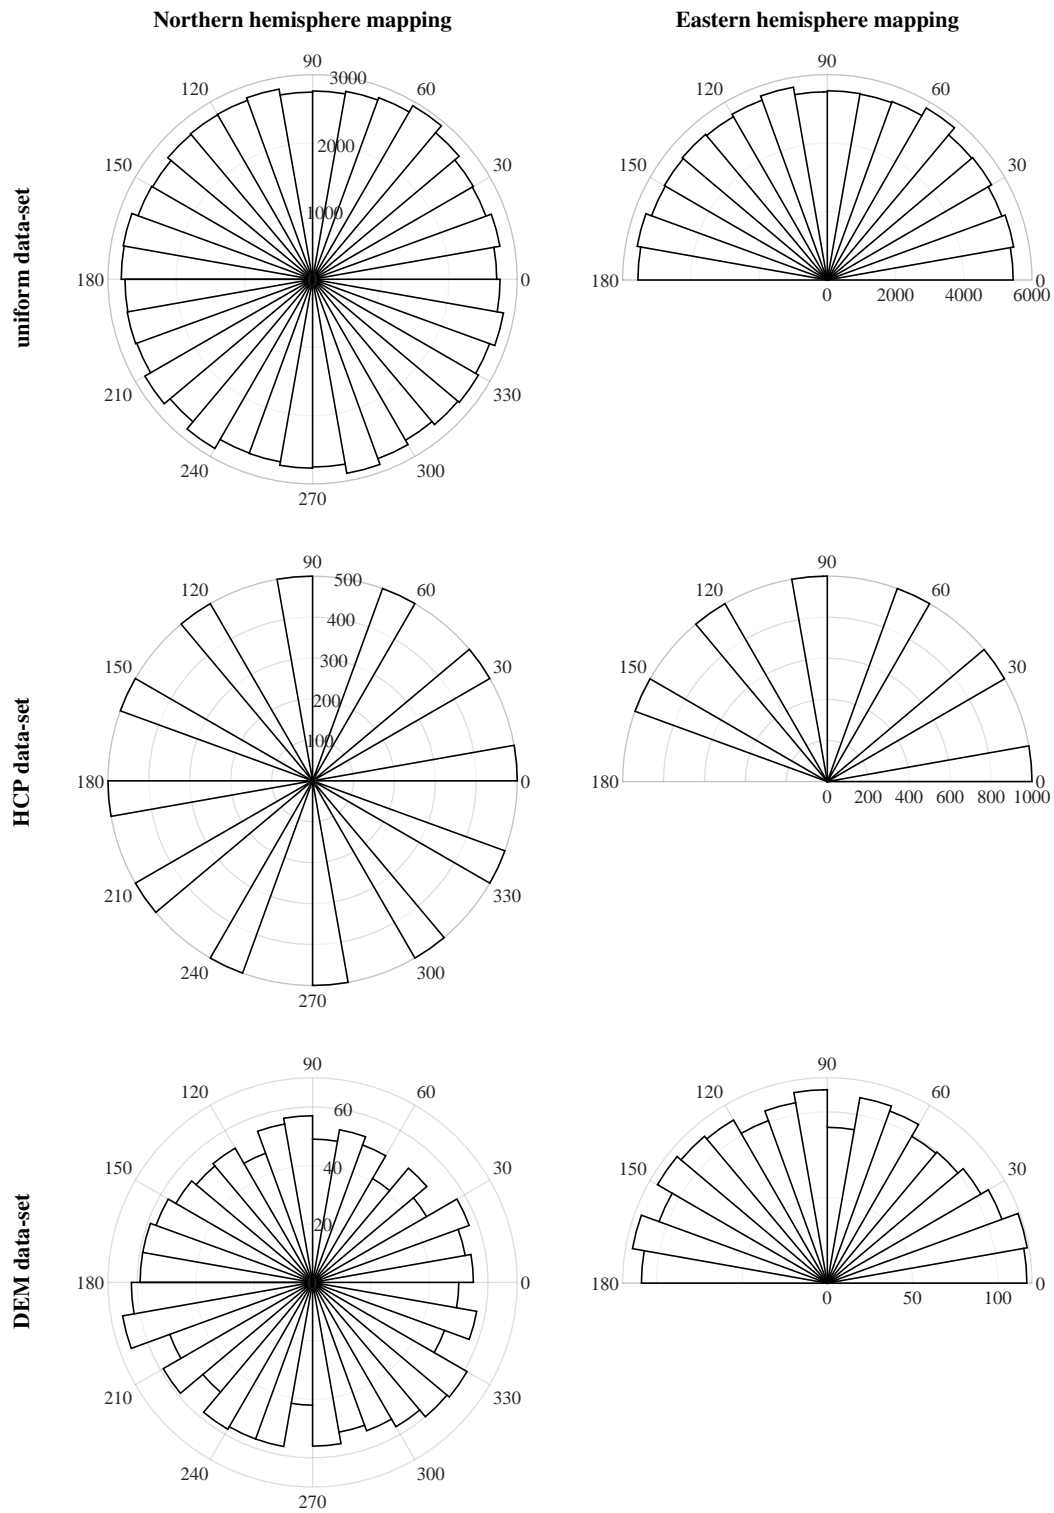 Northern hemisphere mapping Eastern hemisphere mapping
uniform data-set
90
120 3000 60
2000
150 30
1000
180 0 0
210 330
240 300
270
90
120 60
150 30
180 0
0 2000 4000 6000
HCP data-set
90
120 500 60
400
150 300 30
200
100
180 0
210 330
240 300
270
90
120 60
150 30
180 0
0 200 400 600 800 1000
DEM data-set
90
120 60
60
150 40 30
20
180 0 0
210 330
240 300
270
90
120 60
150 30
180 0
0 50 100